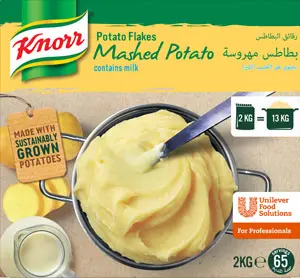 Knorr
Potato Flakes
Mashed Potato
contains milk
رقائق البطاطس
بطاطس مهروسة
2 KG = 13 KG
MADE WITH
SUSTAINABLY
GROWN
POTATOES
Unilever
Food
Solutions
For Professionals
2KG e
SERVINGS
65